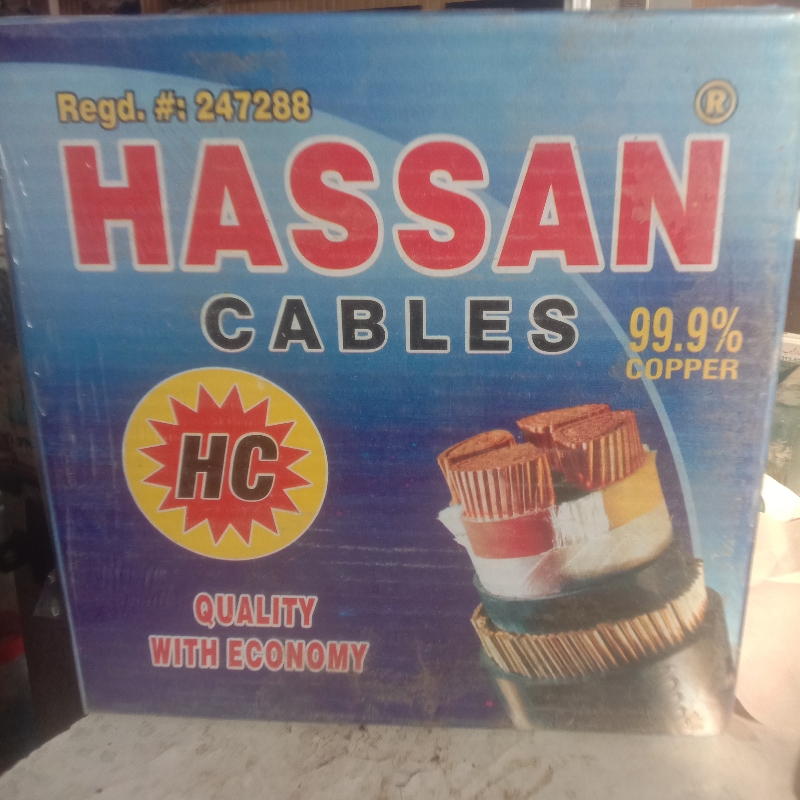 Regd. #: 247288
®
HASSAN
CABLES
99.9%
COPPER
HC
QUALITY
WITH ECONOMY